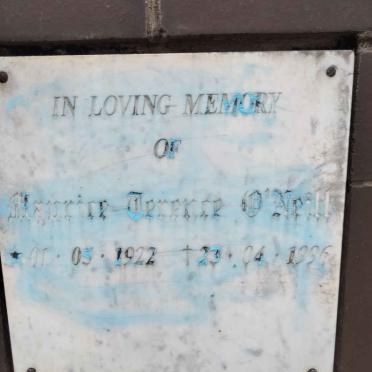 IN LOVING MEMORY
OF
Maurice Terence O'Neill
* 01 · 05 · 1922 † 23 · 04 · 1996